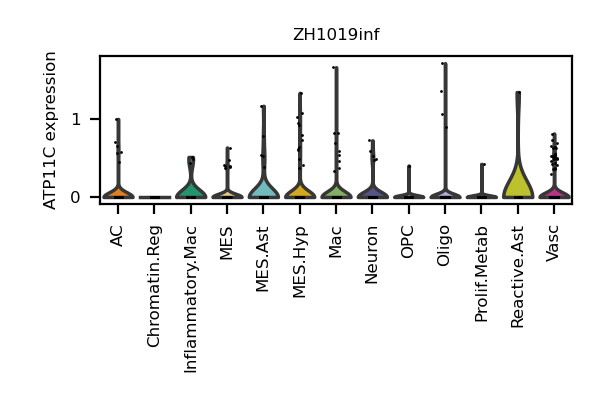 ZH1019inf
ATP11C expression
1
0
AC
Chromatin.Reg
Inflammatory.Mac
MES
MES.Ast
MES.Hyp
Mac
Neuron
OPC
Oligo
Prolif.Metab
Reactive.Ast
Vasc